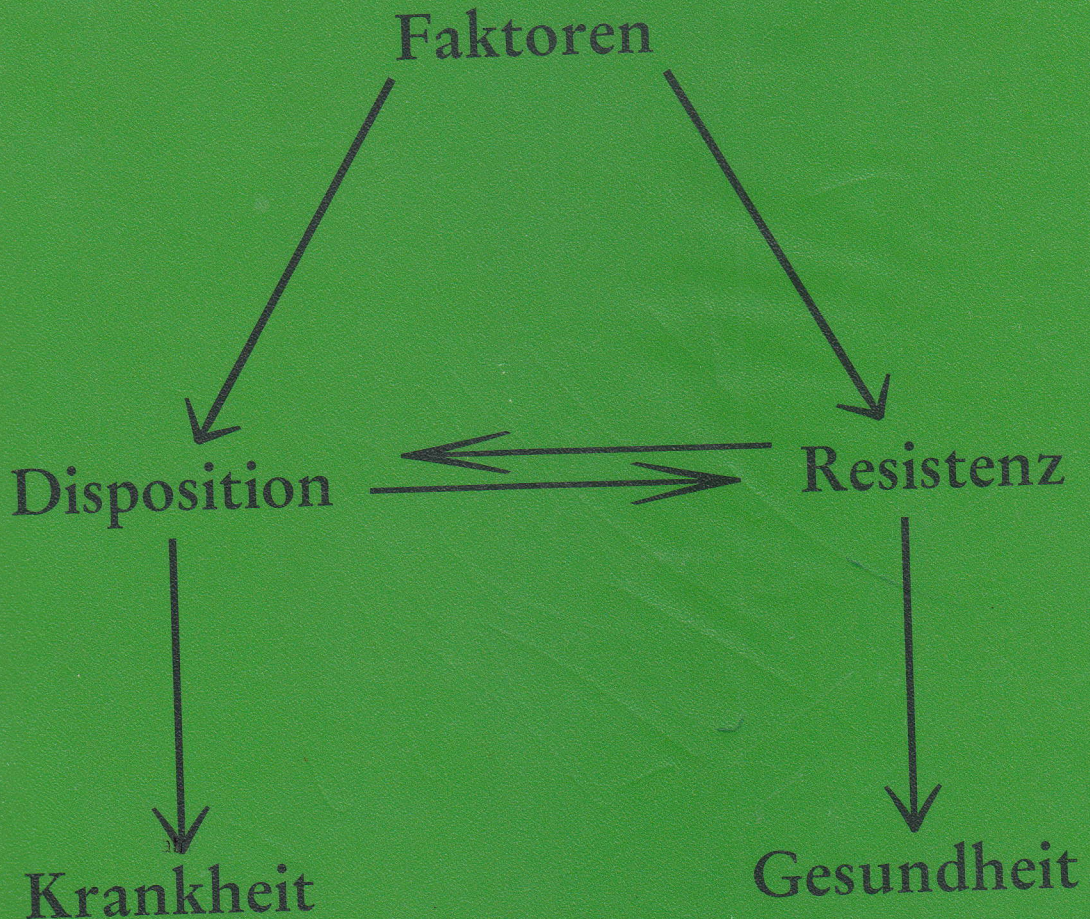 Faktoren
Disposition
Resistenz
Krankheit
Gesundheit